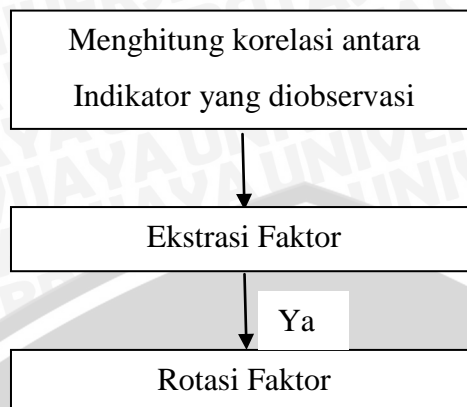 Menghitung korelasi antara
Indikator yang diobservasi
Ekstrasi Faktor
Ya
Rotasi Faktor